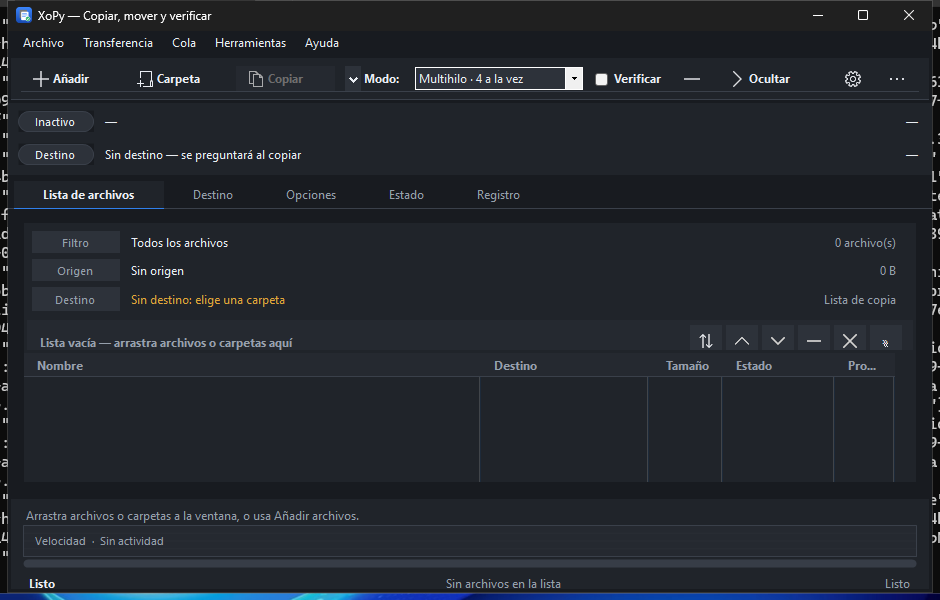 XoPy — Copiar, mover y verificar
Archivo Transferencia Cola Herramientas Ayuda
Añadir Carpeta Copiar Modo: Multihilo · 4 a la vez Verificar — Ocultar ...
Inactivo — —
Destino Sin destino — se preguntará al copiar —
Lista de archivos Destino Opciones Estado Registro
Filtro Todos los archivos 0 archivo(s)
Origen Sin origen 0 B
Destino Sin destino: elige una carpeta Lista de copia
Lista vacía — arrastra archivos o carpetas aquí
Nombre Destino Tamaño Estado Pro...
Arrastra archivos o carpetas a la ventana, o usa Añadir archivos.
Velocidad · Sin actividad
Listo Sin archivos en la lista Listo